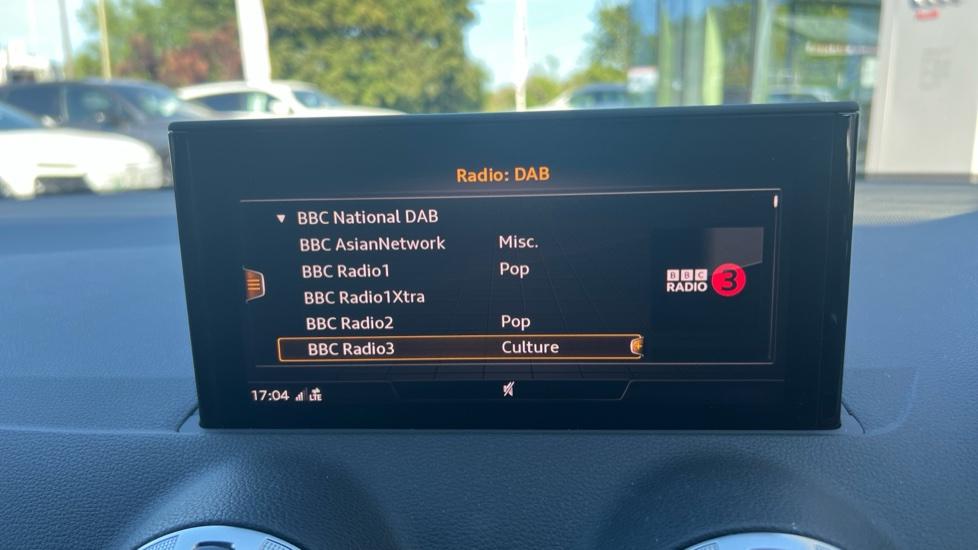 Radio: DAB
BBC National DAB
BBC AsianNetwork Misc.
BBC Radio1 Pop
BBC Radio1Xtra
BBC Radio2 Pop
BBC Radio3 Culture
BBC
RADIO 3
17:04 LTE